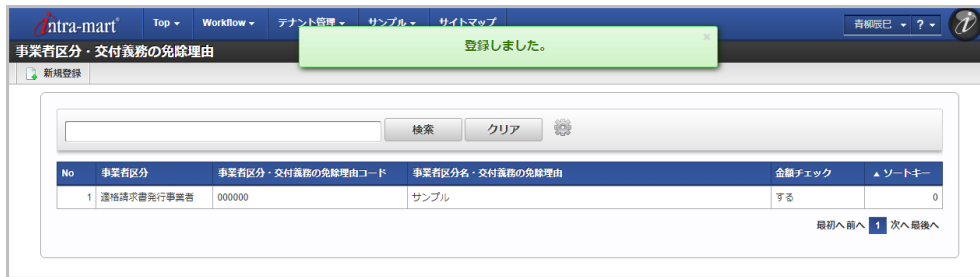 intra-mart Top Workflow テナント管理 サンプル サイトマップ 青柳辰巳 ?
登録しました。 ×
事業者区分・交付義務の免除理由
新規登録
検索 クリア
No 事業者区分 事業者区分・交付義務の免除理由コード 事業者区分名・交付義務の免除理由 金額チェック ▲ ソートキー
1 適格請求書発行事業者 000000 サンプル する 0
最初へ 前へ 1 次へ 最後へ